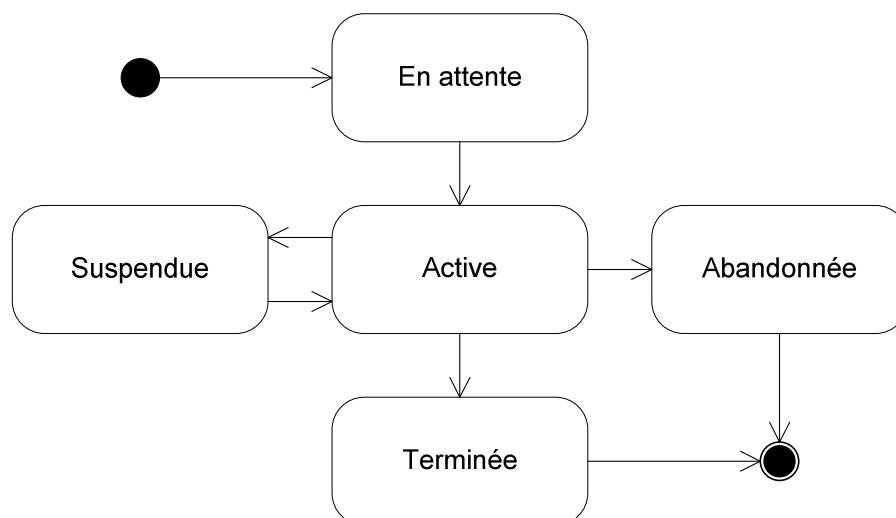 En attente
Suspendue
Active
Abandonnée
Terminée